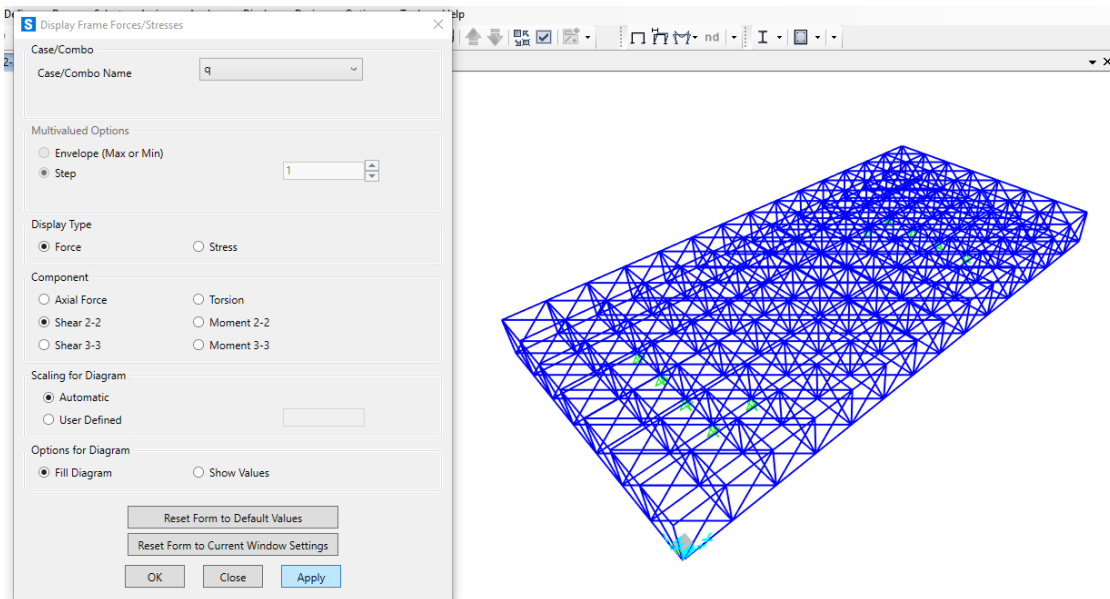 Display Frame Forces/Stresses
Case/Combo
Case/Combo Name
q
Multivalued Options
Envelope (Max or Min)
Step
1
Display Type
Force
Stress
Component
Axial Force
Torsion
Shear 2-2
Moment 2-2
Shear 3-3
Moment 3-3
Scaling for Diagram
Automatic
User Defined
Options for Diagram
Fill Diagram
Show Values
Reset Form to Default Values
Reset Form to Current Window Settings
OK
Close
Apply
nd